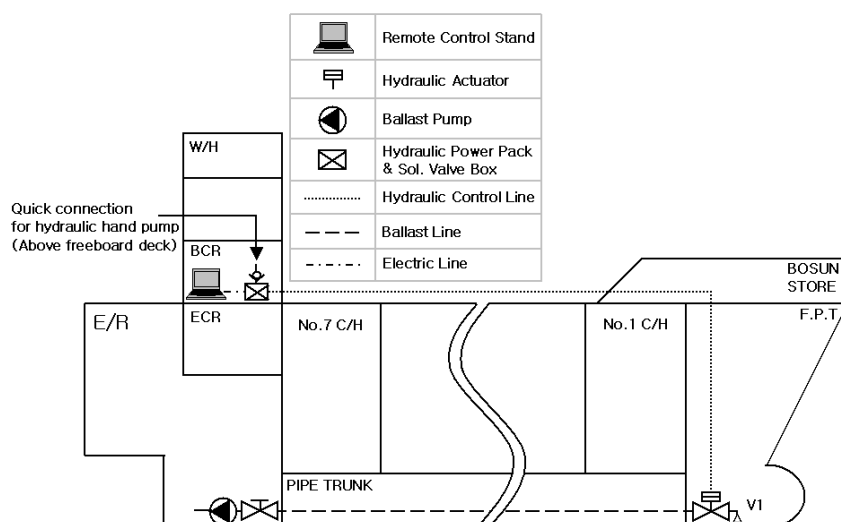 Remote Control Stand
Hydraulic Actuator
Ballast Pump
Hydraulic Power Pack
& Sol. Valve Box
Hydraulic Control Line
Ballast Line
Electric Line
W/H
Quick connection
for hydraulic hand pump
(Above freeboard deck)
BCR
BOSUN
STORE
E/R
ECR
No.7 C/H
No.1 C/H
F.P.T
PIPE TRUNK
V1